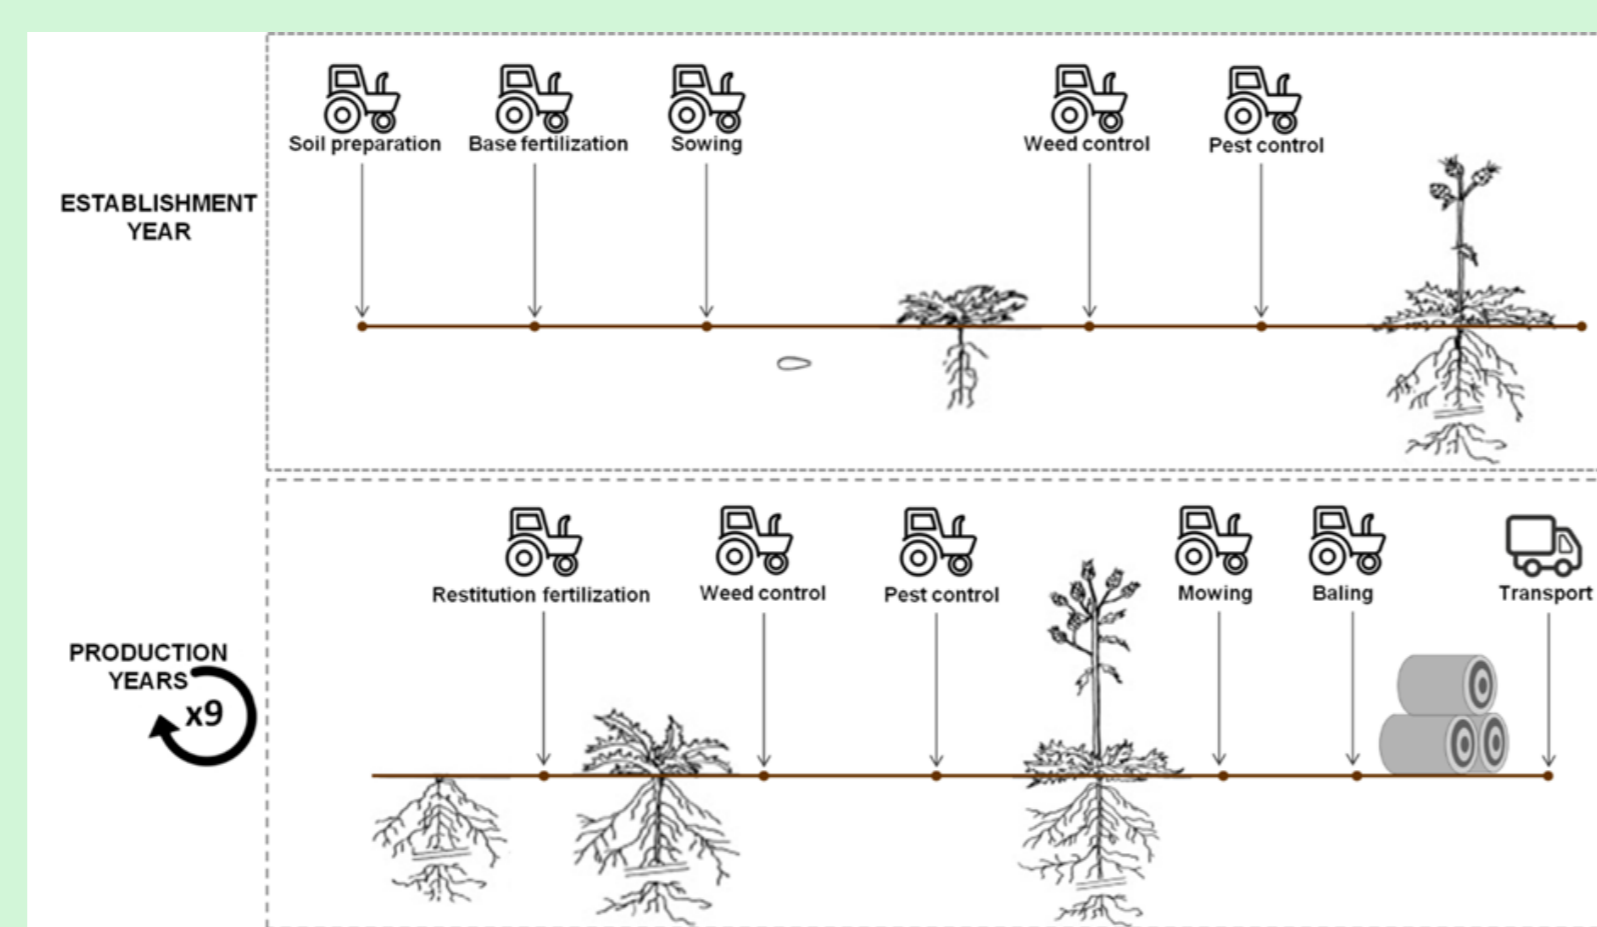 Soil preparation
Base fertilization
Sowing
Weed control
Pest control
ESTABLISHMENT
YEAR
Restitution fertilization
Weed control
Pest control
Mowing
Baling
Transport
PRODUCTION
YEARS
x9